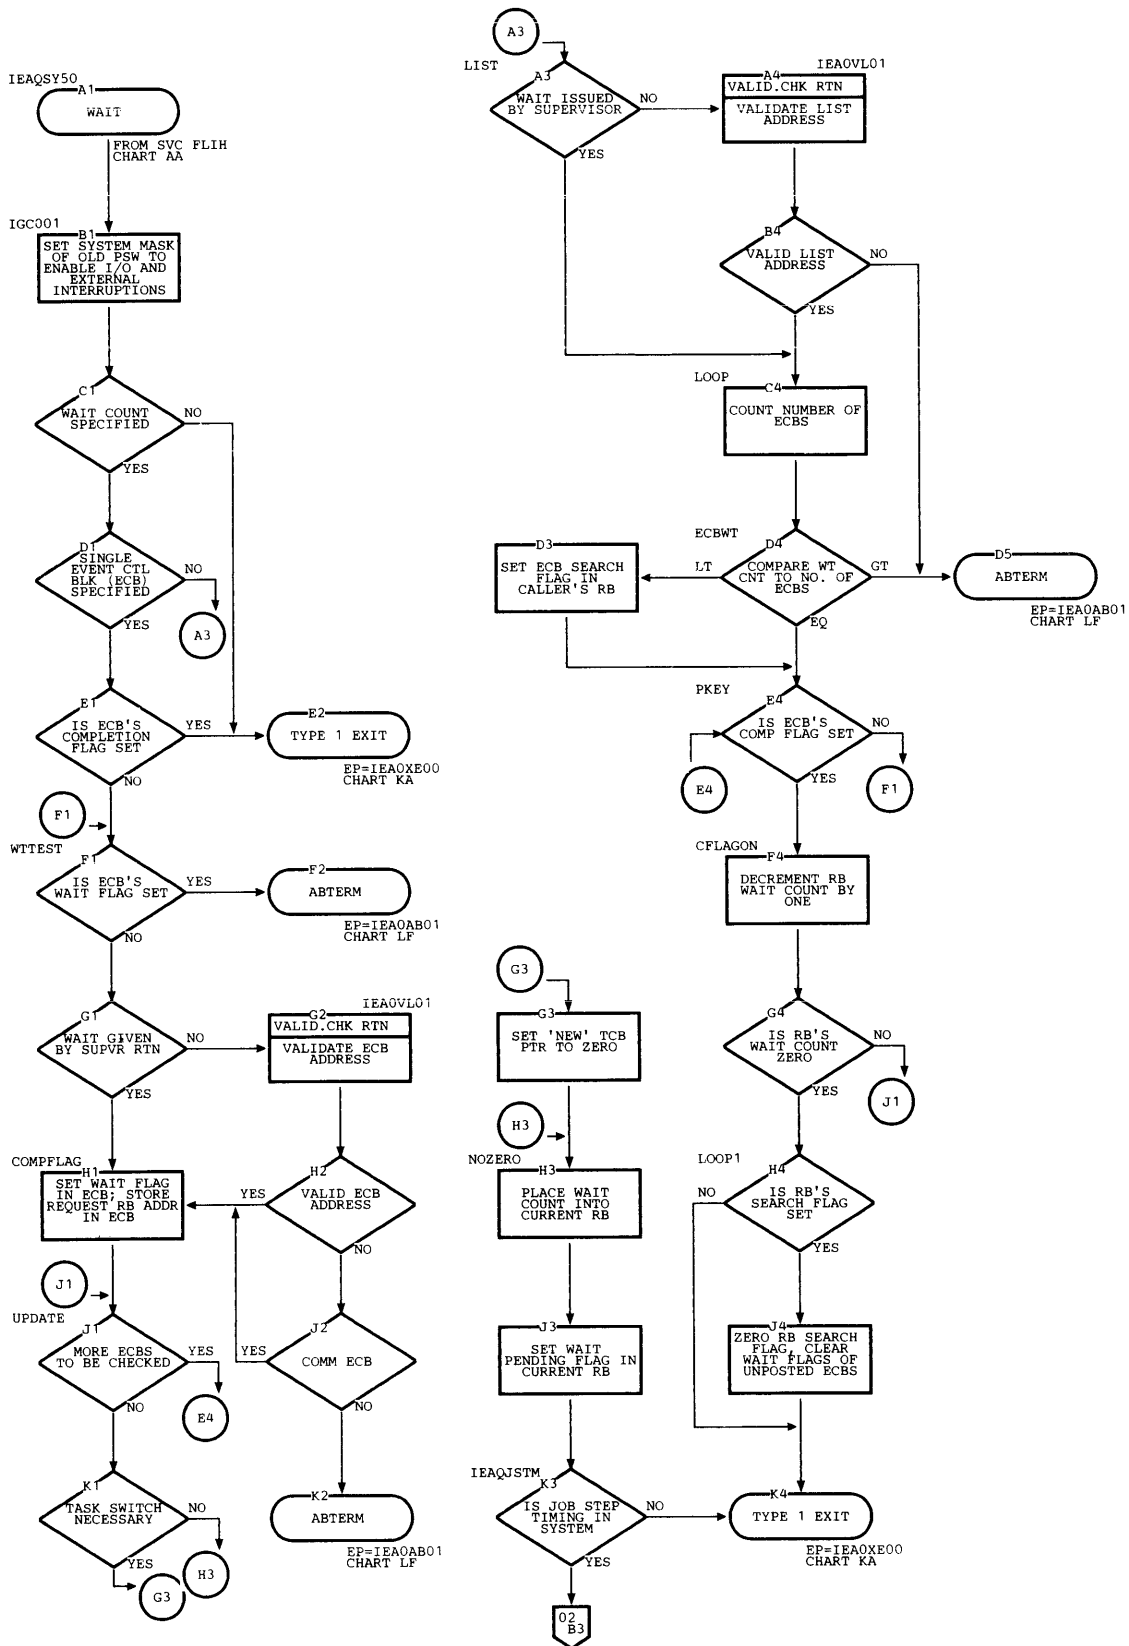 IEAQSY50
A1
WAIT
FROM SVC FLIH
CHART AA
IGC001
B1
SET SYSTEM MASK
OF OLD PSW TO
ENABLE I/O AND
EXTERNAL
INTERRUPTIONS
C1
WAIT COUNT
SPECIFIED
NO
YES
D1
SINGLE
EVENT CTL
BLK (ECB)
SPECIFIED
NO
A3
YES
E1
IS ECB'S
COMPLETION
FLAG SET
YES
NO
E2
TYPE 1 EXIT
EP=IEA0XE00
CHART KA
F1
WTTEST
F1
IS ECB'S
WAIT FLAG SET
YES
NO
F2
ABTERM
EP=IEA0AB01
CHART LF
G1
WAIT GIVEN
BY SUPVR RTN
NO
YES
IEA0VL01
G2
VALID.CHK RTN
VALIDATE ECB
ADDRESS
COMPFLAG
H1
SET WAIT FLAG
IN ECB; STORE
REQUEST RB ADDR
IN ECB
H2
VALID ECB
ADDRESS
YES
NO
J1
UPDATE
J1
MORE ECBS
TO BE CHECKED
YES
E4
NO
J2
COMM ECB
YES
NO
K1
TASK SWITCH
NECESSARY
NO
H3
YES
G3
K2
ABTERM
EP=IEA0AB01
CHART LF
A3
LIST
A3
WAIT ISSUED
BY SUPERVISOR
NO
YES
IEA0VL01
A4
VALID.CHK RTN
VALIDATE LIST
ADDRESS
B4
VALID LIST
ADDRESS
NO
YES
LOOP
C4
COUNT NUMBER OF
ECBS
ECBWT
D3
SET ECB SEARCH
FLAG IN
CALLER'S RB
D4
COMPARE WT
CNT TO NO. OF
ECBS
LT
GT
EQ
D5
ABTERM
EP=IEA0AB01
CHART LF
PKEY
E4
IS ECB'S
COMP FLAG SET
NO
F1
YES
E4
CFLAGON
F4
DECREMENT RB
WAIT COUNT BY
ONE
G3
G3
SET 'NEW' TCB
PTR TO ZERO
G4
IS RB'S
WAIT COUNT
ZERO
NO
J1
YES
H3
NOZERO
H3
PLACE WAIT
COUNT INTO
CURRENT RB
LOOP1
H4
IS RB'S
SEARCH FLAG
SET
NO
YES
J3
SET WAIT
PENDING FLAG IN
CURRENT RB
J4
ZERO RB SEARCH
FLAG, CLEAR
WAIT FLAGS OF
UNPOSTED ECBS
IEAQJSTM
K3
IS JOB STEP
TIMING IN
SYSTEM
NO
YES
K4
TYPE 1 EXIT
EP=IEA0XE00
CHART KA
02
B3